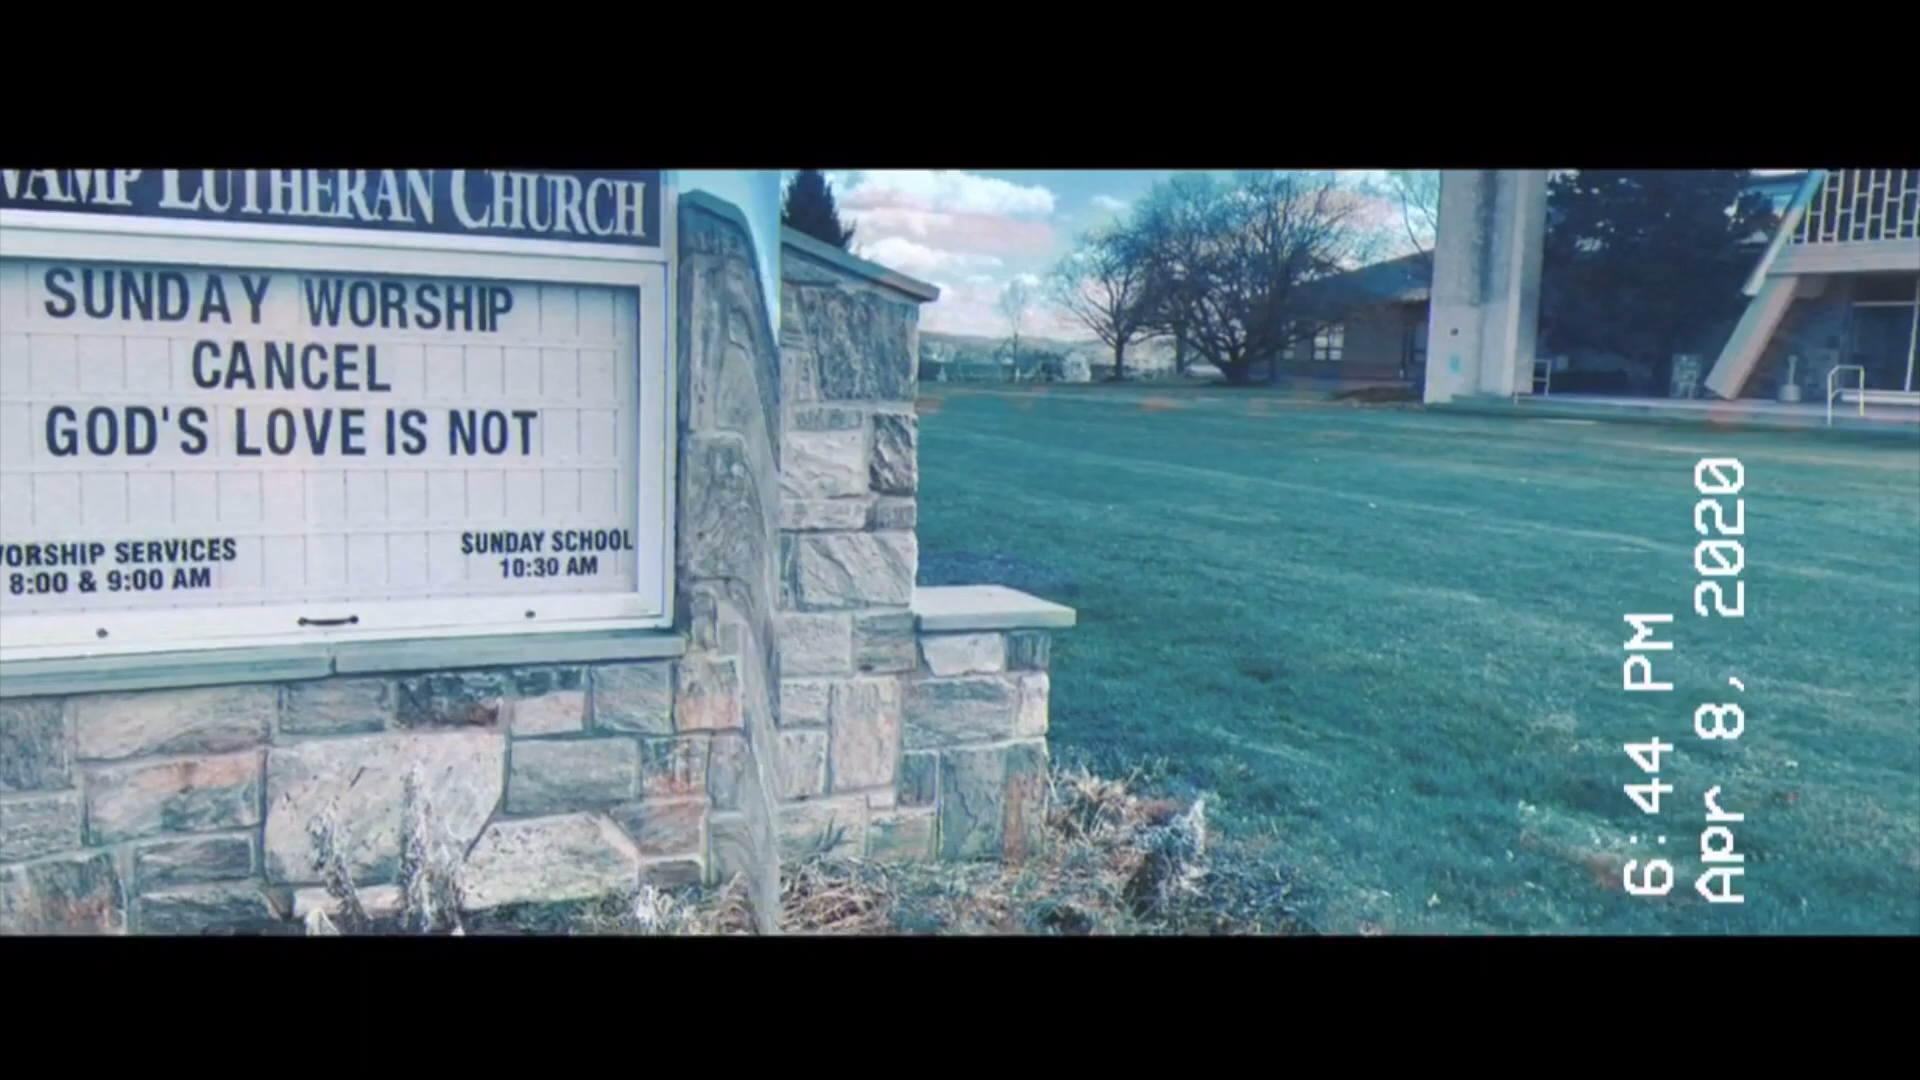 WAMP LUTHERAN CHURCH
SUNDAY WORSHIP
CANCEL
GOD'S LOVE IS NOT
WORSHIP SERVICES
8:00 & 9:00 AM
SUNDAY SCHOOL
10:30 AM
6:44 PM
Apr 8, 2020